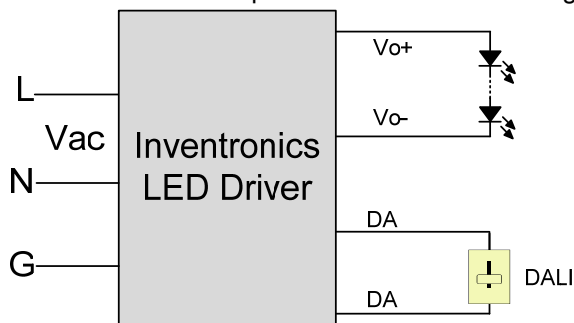 Vo+
L
Vo-
Vac
Inventronics
LED Driver
N
DA
G
DALI
DA